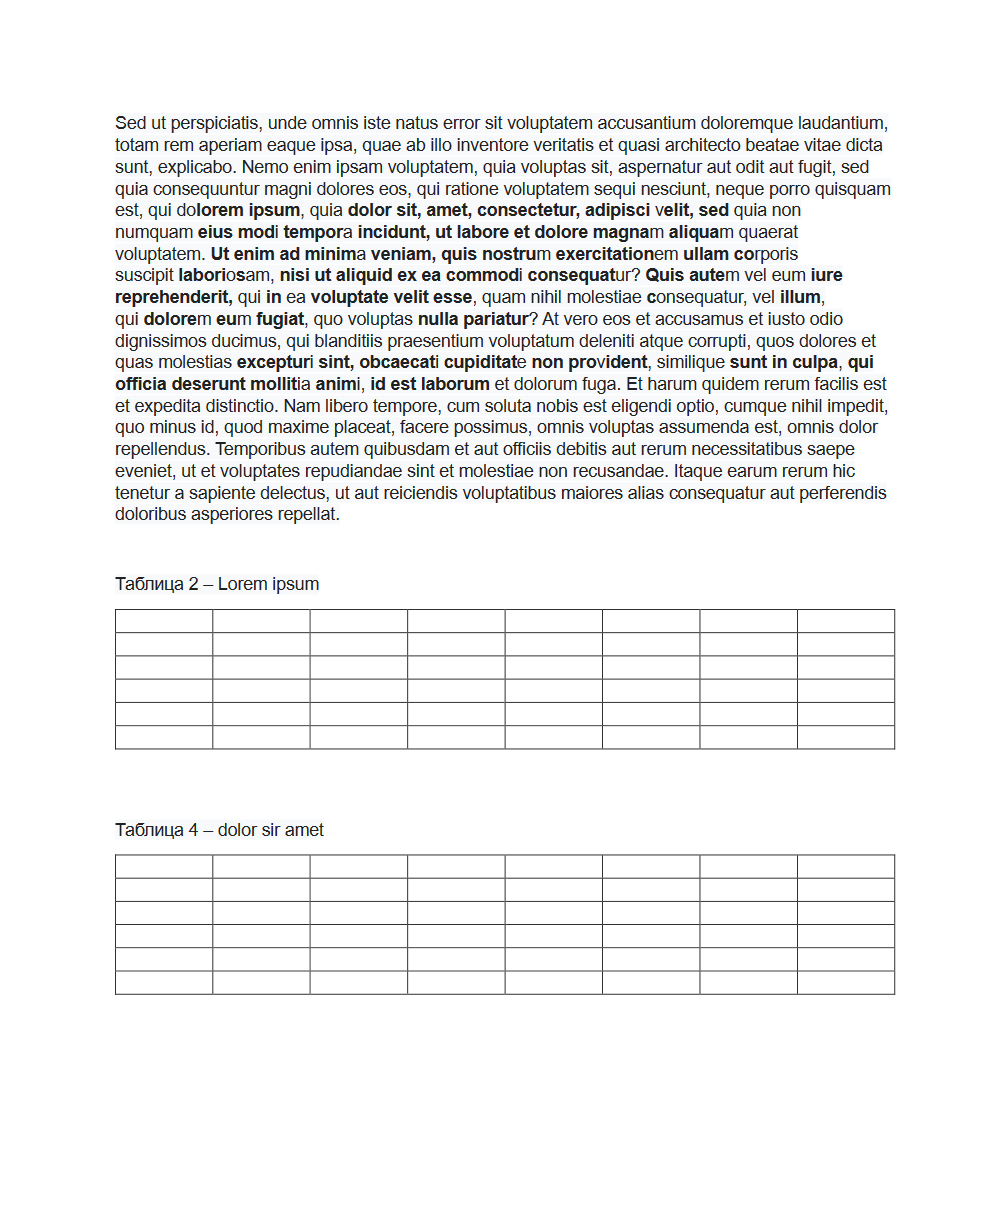 Sed ut perspiciatis, unde omnis iste natus error sit voluptatem accusantium doloremque laudantium,
totam rem aperiam eaque ipsa, quae ab illo inventore veritatis et quasi architecto beatae vitae dicta
sunt, explicabo. Nemo enim ipsam voluptatem, quia voluptas sit, aspernatur aut odit aut fugit, sed
quia consequuntur magni dolores eos, qui ratione voluptatem sequi nesciunt, neque porro quisquam
est, qui dolorem ipsum, quia dolor sit, amet, consectetur, adipisci velit, sed quia non
numquam eius modi tempora incidunt, ut labore et dolore magnam aliquam quaerat
voluptatem. Ut enim ad minima veniam, quis nostrum exercitationem ullam corporis
suscipit laboriosam, nisi ut aliquid ex ea commodi consequatur? Quis autem vel eum iure
reprehenderit, qui in ea voluptate velit esse, quam nihil molestiae consequatur, vel illum,
qui dolorem eum fugiat, quo voluptas nulla pariatur? At vero eos et accusamus et iusto odio
dignissimos ducimus, qui blanditiis praesentium voluptatum deleniti atque corrupti, quos dolores et
quas molestias excepturi sint, obcaecati cupiditate non provident, similique sunt in culpa, qui
officia deserunt mollitia animi, id est laborum et dolorum fuga. Et harum quidem rerum facilis est
et expedita distinctio. Nam libero tempore, cum soluta nobis est eligendi optio, cumque nihil impedit,
quo minus id, quod maxime placeat, facere possimus, omnis voluptas assumenda est, omnis dolor
repellendus. Temporibus autem quibusdam et aut officiis debitis aut rerum necessitatibus saepe
eveniet, ut et voluptates repudiandae sint et molestiae non recusandae. Itaque earum rerum hic
tenetur a sapiente delectus, ut aut reiciendis voluptatibus maiores alias consequatur aut perferendis
doloribus asperiores repellat.
Таблица 2 – Lorem ipsum
Таблица 4 – dolor sir amet